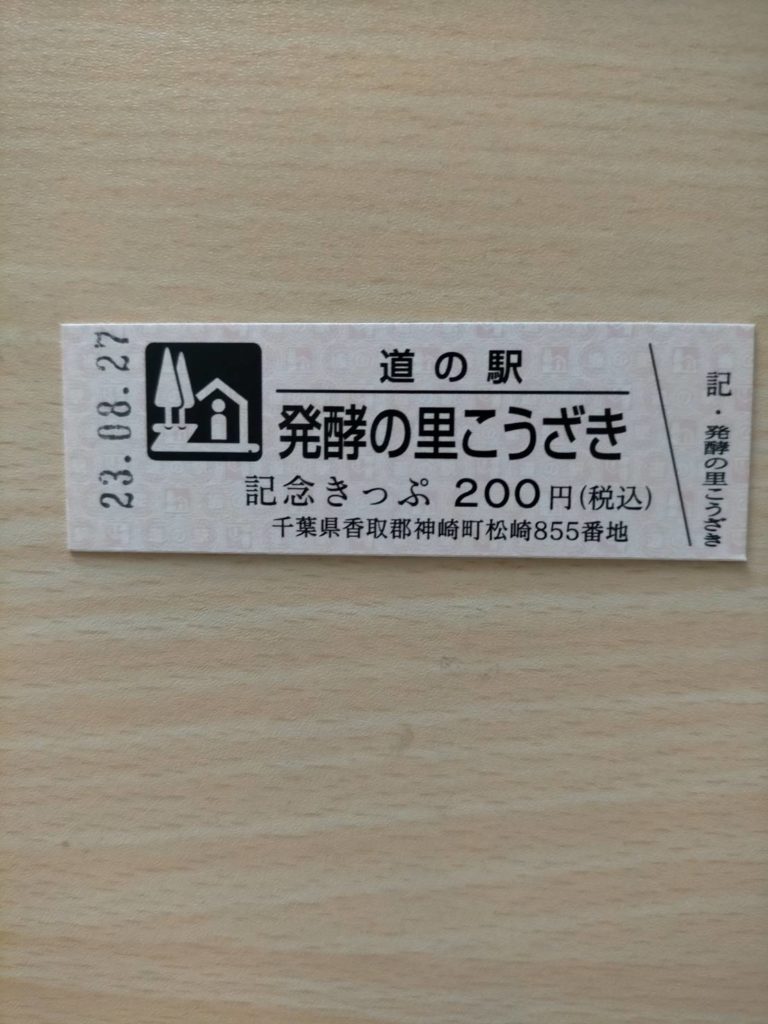 23.08.27
道の駅
発酵の里こうざき
記念きっぷ 200円(税込)
千葉県香取郡神崎町松崎855番地
記・発酵の里こうざき